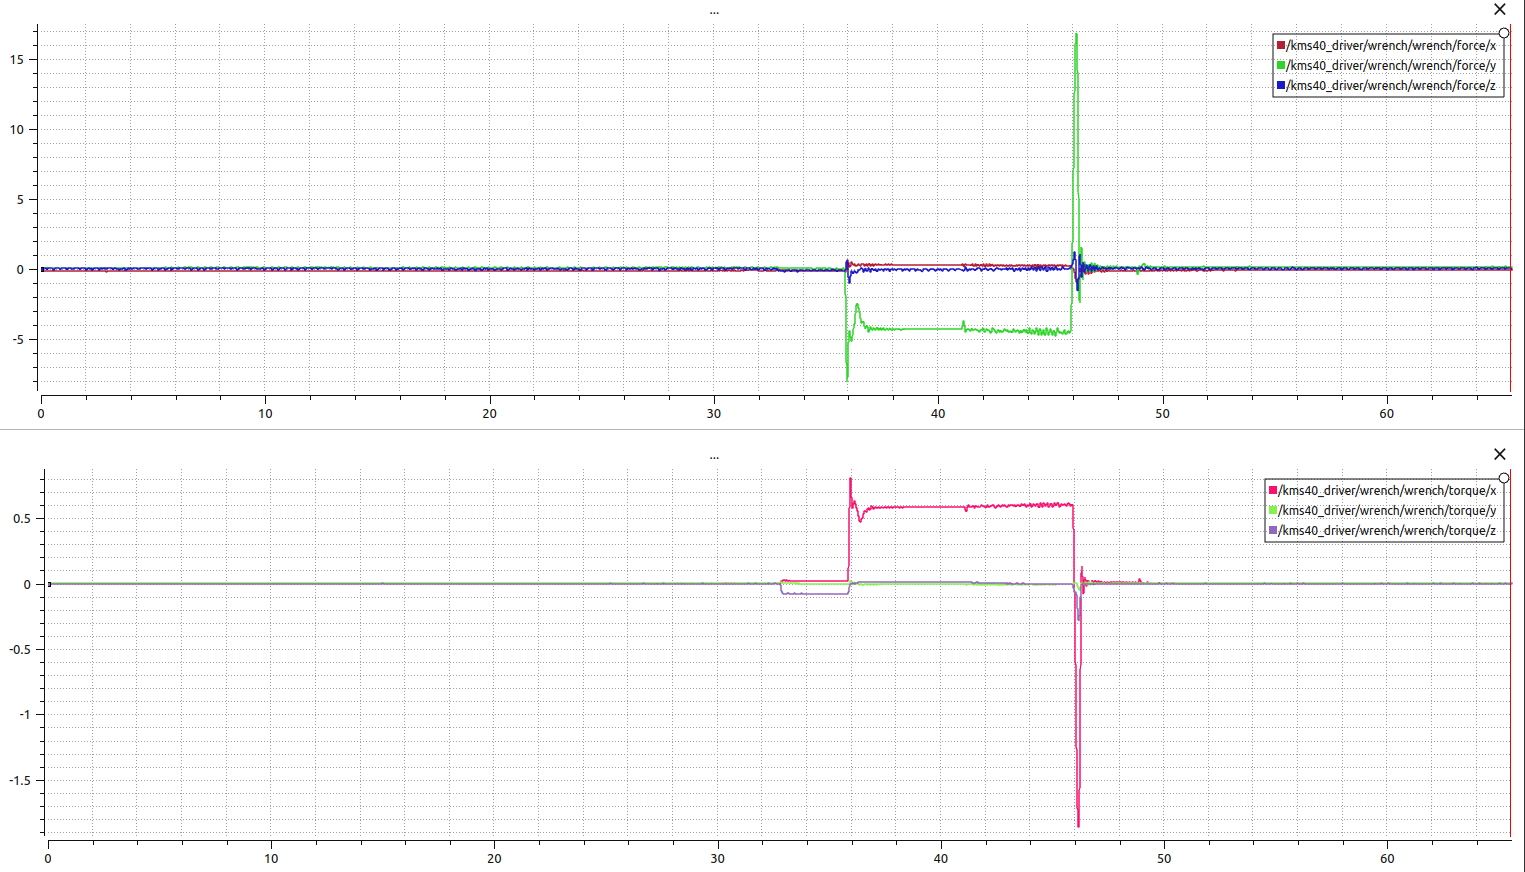 ...
/kms40_driver/wrench/wrench/force/x
/kms40_driver/wrench/wrench/force/y
/kms40_driver/wrench/wrench/force/z
15
10
5
0
-5
0 10 20 30 40 50 60
...
/kms40_driver/wrench/wrench/torque/x
/kms40_driver/wrench/wrench/torque/y
/kms40_driver/wrench/wrench/torque/z
0.5
0
-0.5
-1
-1.5
0 10 20 30 40 50 60